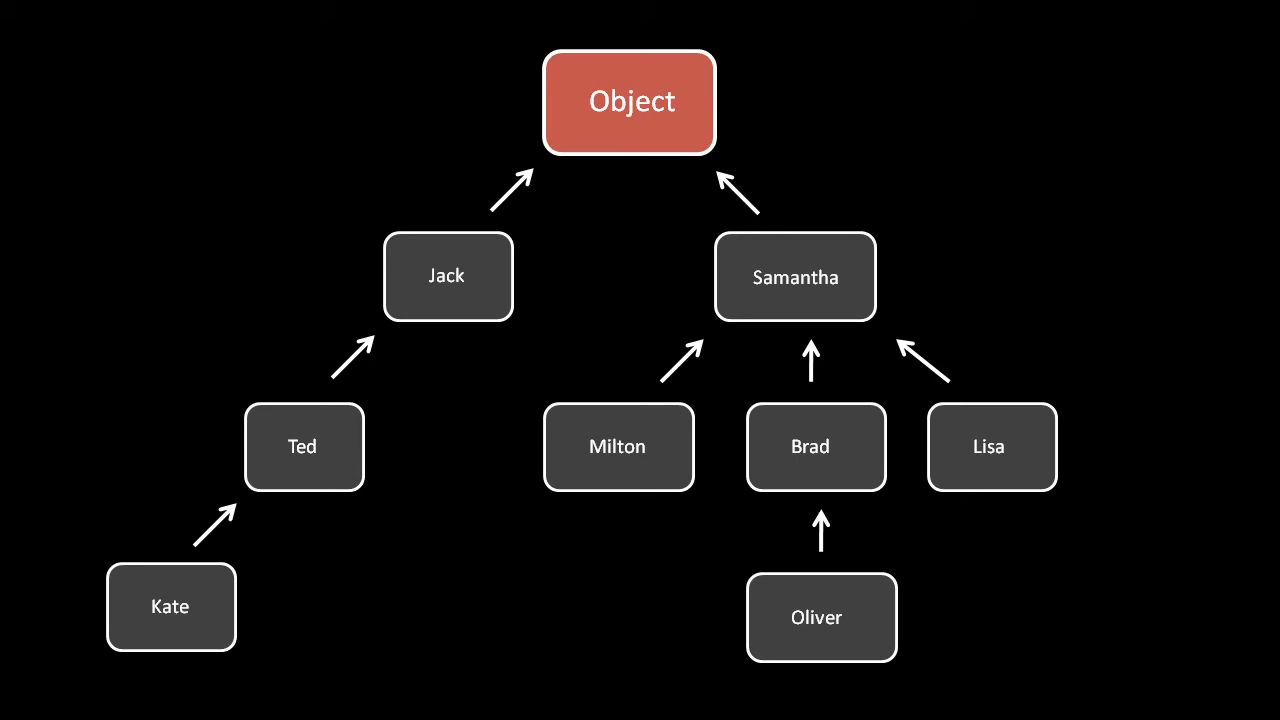 Object
Jack
Samantha
Ted
Milton
Brad
Lisa
Kate
Oliver